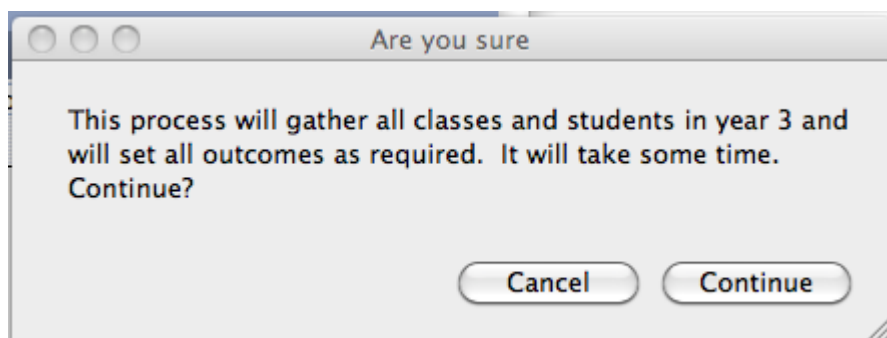 Are you sure
This process will gather all classes and students in year 3 and
will set all outcomes as required.  It will take some time.
Continue?
Cancel Continue